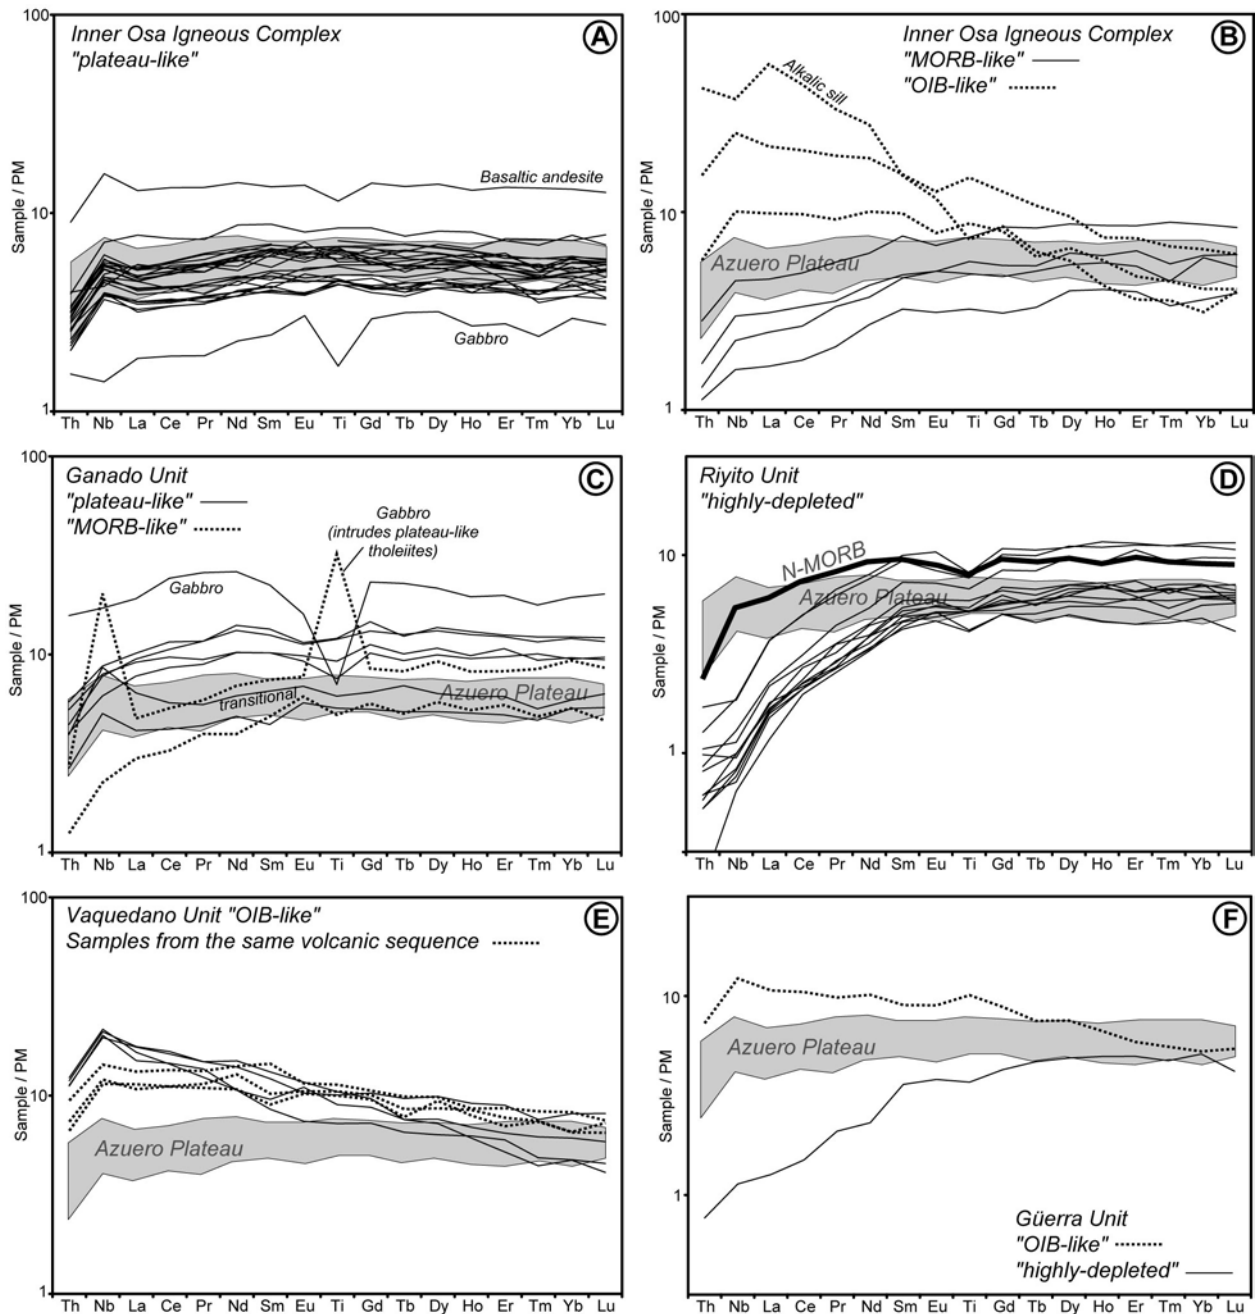 100
Inner Osa Igneous Complex
"plateau-like"
A
Sample / PM
Basaltic andesite
10
Gabbro
1
Th Nb La Ce Pr Nd Sm Eu Ti Gd Tb Dy Ho Er Tm Yb Lu
100
Inner Osa Igneous Complex
"MORB-like"
"OIB-like"
B
Alkalic sill
Sample / PM
10
Azuero Plateau
1
Th Nb La Ce Pr Nd Sm Eu Ti Gd Tb Dy Ho Er Tm Yb Lu
100
Ganado Unit
"plateau-like"
"MORB-like"
C
Gabbro
(intrudes plateau-like
tholeiites)
Gabbro
Sample / PM
10
transitional
Azuero Plateau
1
Th Nb La Ce Pr Nd Sm Eu Ti Gd Tb Dy Ho Er Tm Yb Lu
Riyito Unit
"highly-depleted"
D
10
N-MORB
Azuero Plateau
Sample / PM
1
Th Nb La Ce Pr Nd Sm Eu Ti Gd Tb Dy Ho Er Tm Yb Lu
100
Vaquedano Unit "OIB-like"
Samples from the same volcanic sequence
E
Sample / PM
10
Azuero Plateau
1
Th Nb La Ce Pr Nd Sm Eu Ti Gd Tb Dy Ho Er Tm Yb Lu
F
10
Azuero Plateau
Sample / PM
1
Güerra Unit
"OIB-like"
"highly-depleted"
Th Nb La Ce Pr Nd Sm Eu Ti Gd Tb Dy Ho Er Tm Yb Lu